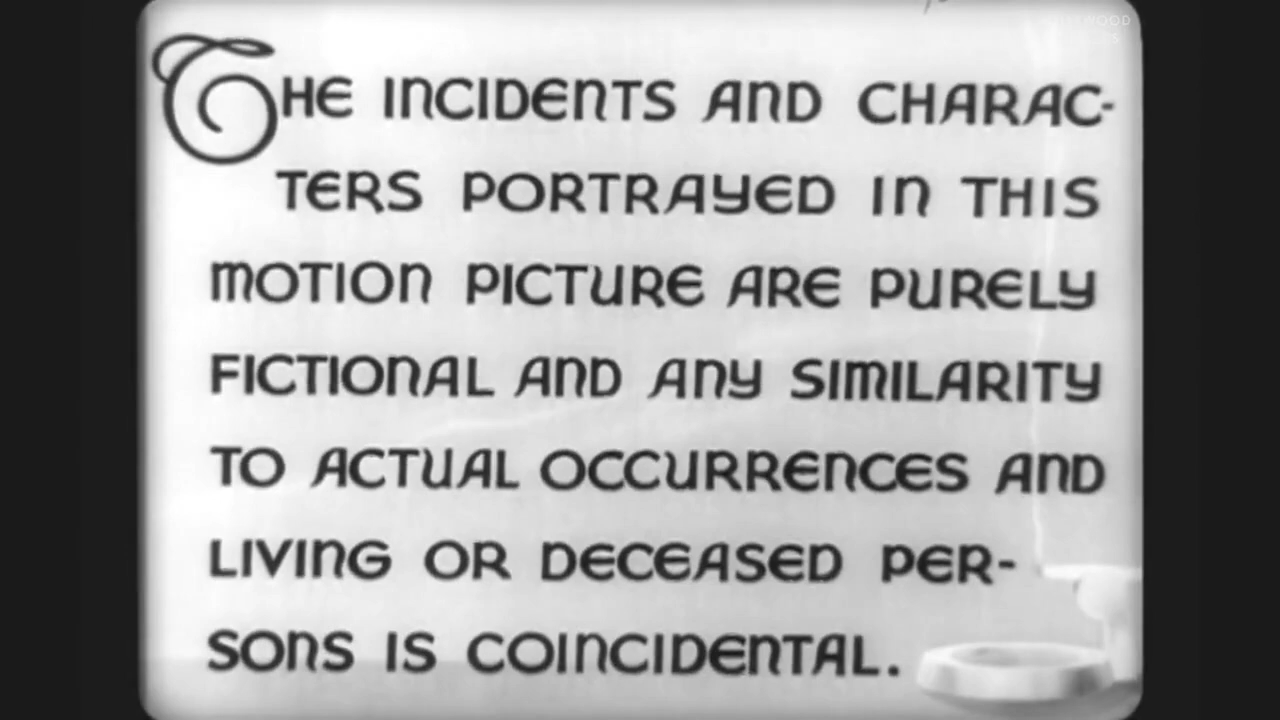 THE INCIDENTS AND CHARAC-
TERS PORTRAYED IN THIS
MOTION PICTURE ARE PURELY
FICTIONAL AND ANY SIMILARITY
TO ACTUAL OCCURRENCES AND
LIVING OR DECEASED PER-
SONS IS COINCIDENTAL.